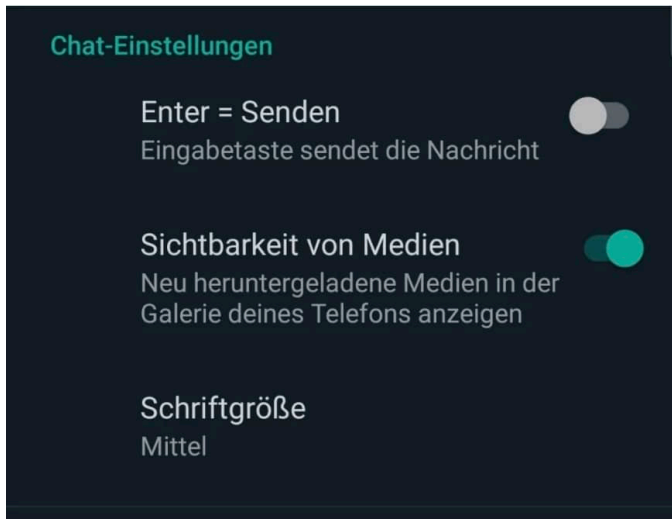 Chat-Einstellungen
Enter = Senden
Eingabetaste sendet die Nachricht
Sichtbarkeit von Medien
Neu heruntergeladene Medien in der
Galerie deines Telefons anzeigen
Schriftgröße
Mittel